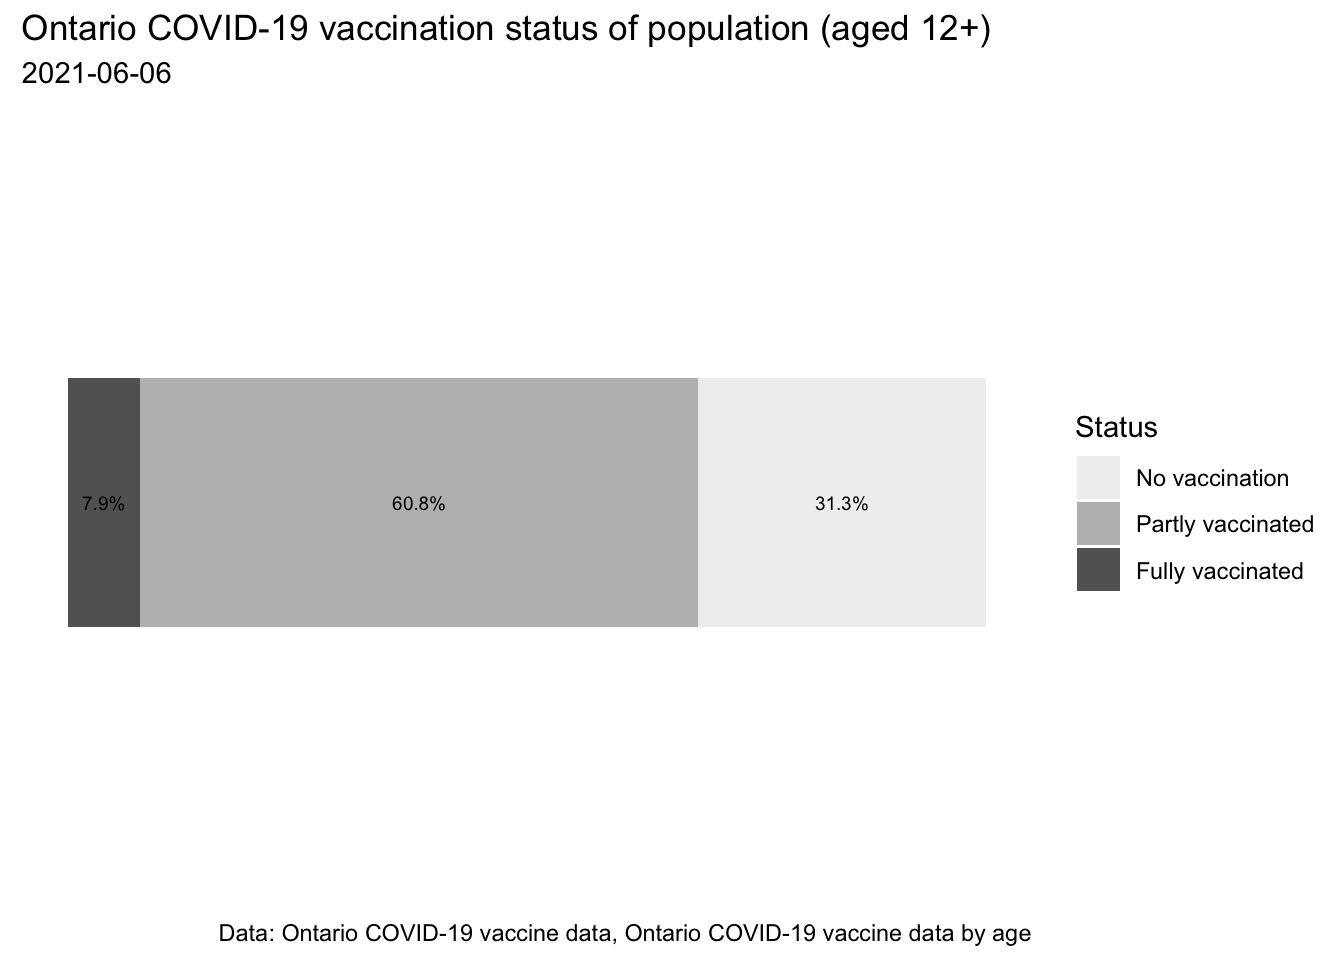 Ontario COVID-19 vaccination status of population (aged 12+)
2021-06-06
7.9%
60.8%
31.3%
Status
No vaccination
Partly vaccinated
Fully vaccinated
Data: Ontario COVID-19 vaccine data, Ontario COVID-19 vaccine data by age